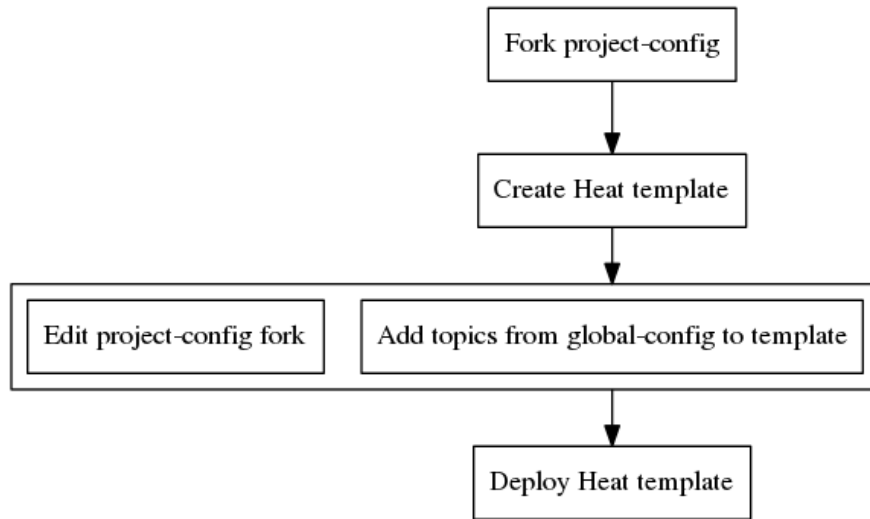 Fork project-config
Create Heat template
Edit project-config fork
Add topics from global-config to template
Deploy Heat template